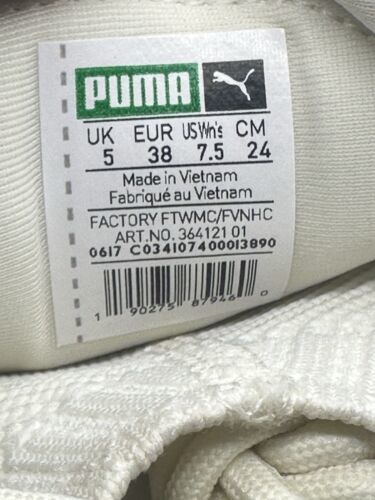 PUMA
UK EUR US Wn's CM
5 38 7.5 24
Made in Vietnam
Fabriqué au Vietnam
FACTORY FTWMC/FVNHC
ART.NO. 364121 01
0617 C034107400013890
1 90275 87946 0